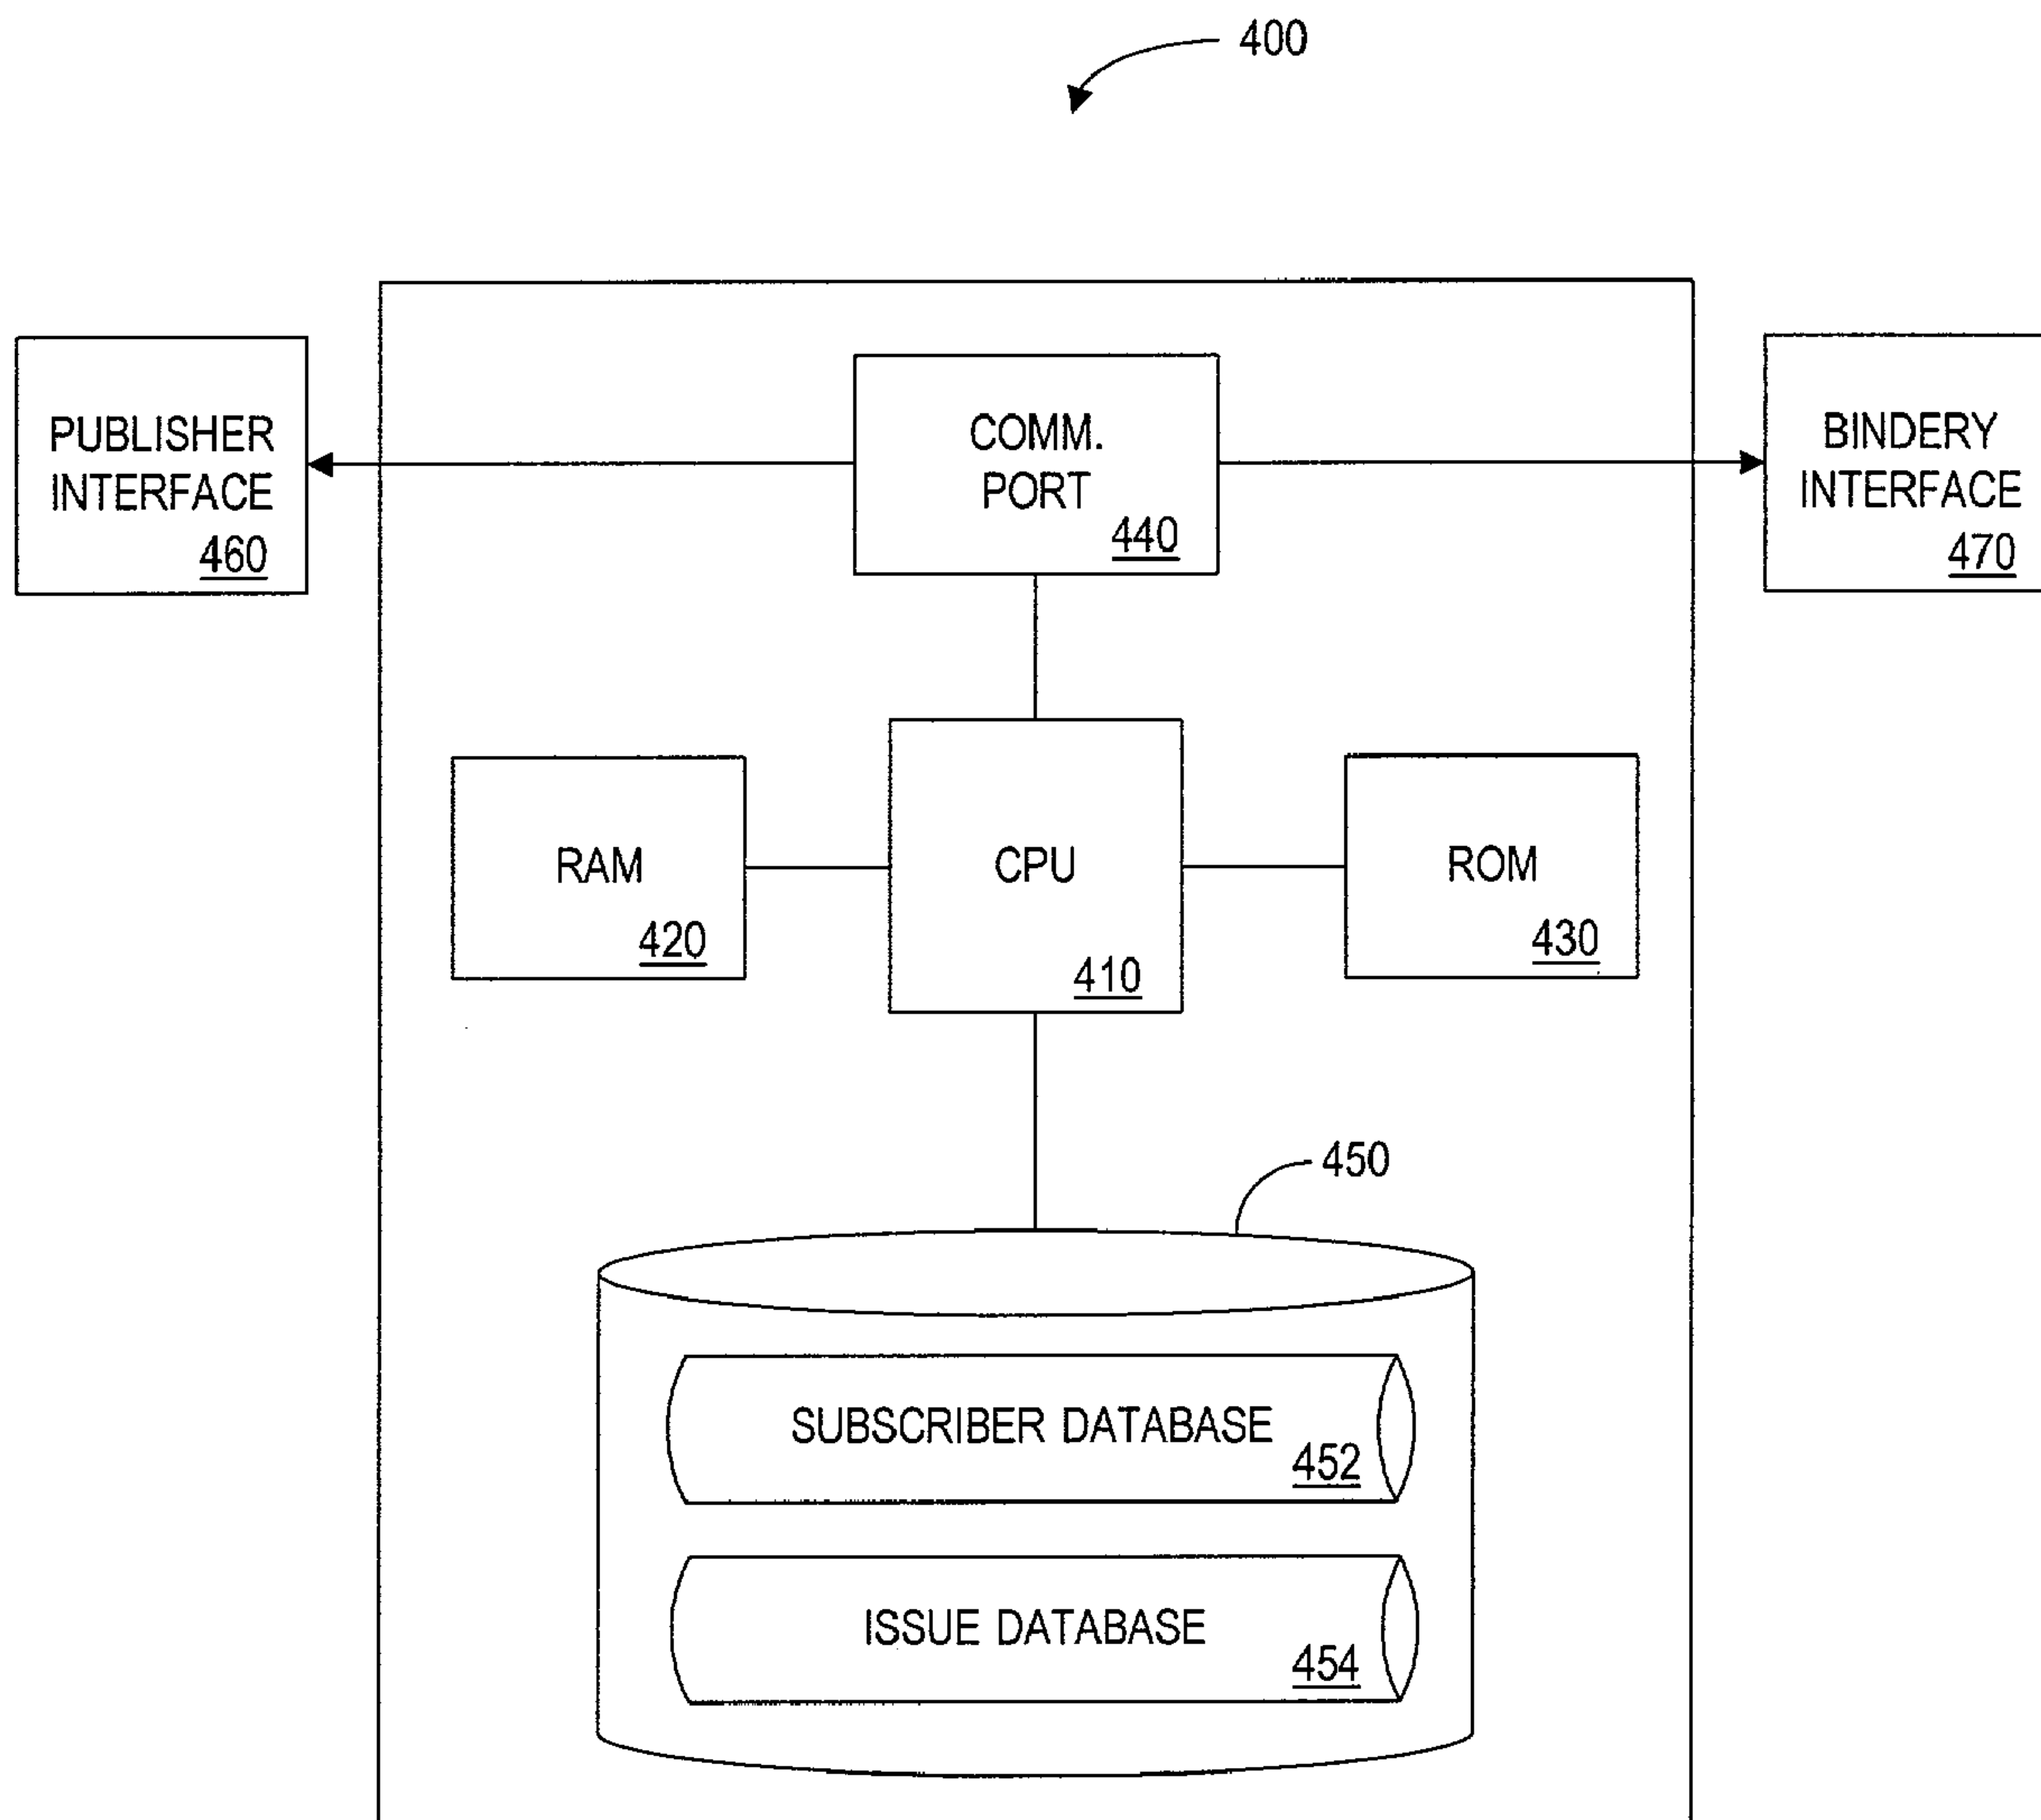 400
PUBLISHER
INTERFACE
460
COMM.
PORT
440
BINDERY
INTERFACE
470
RAM
420
CPU
410
ROM
430
450
SUBSCRIBER DATABASE
452
ISSUE DATABASE
454